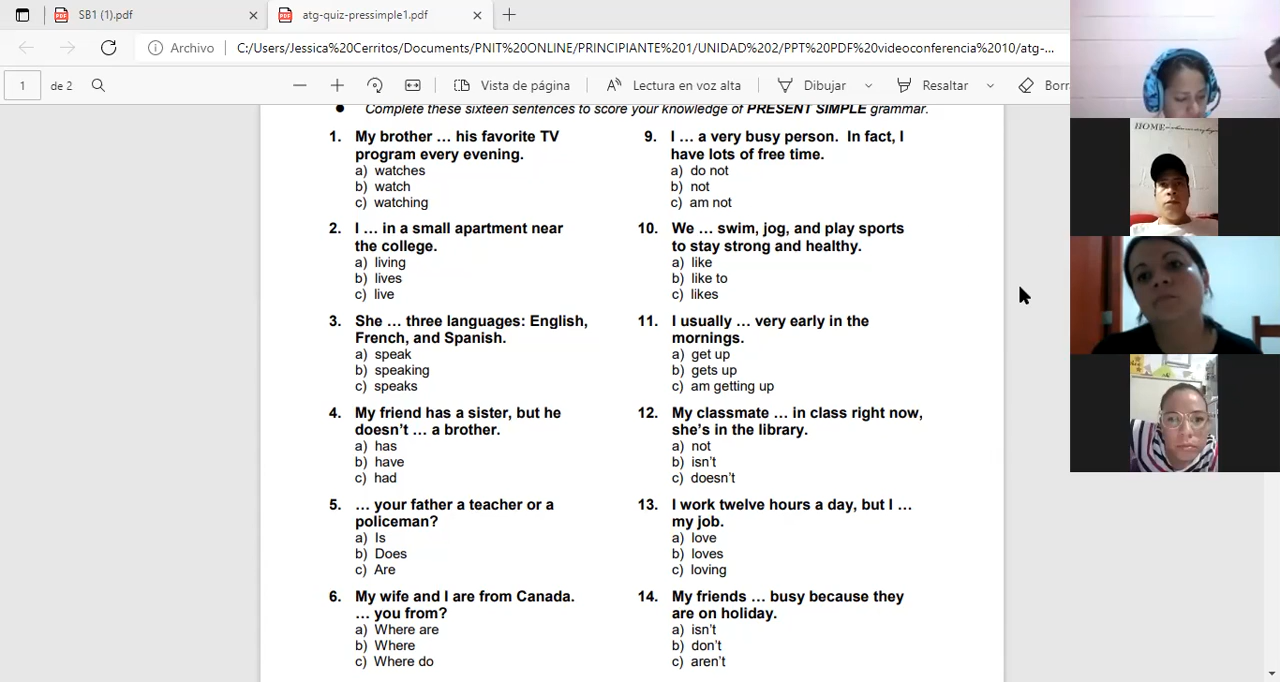 SB1 (1).pdf
atg-quiz-pressimple1.pdf
Archivo
C:/Users/Jessica%20Cerritos/Documents/PNIT%20ONLINE/PRINCIPIANTE%201/UNIDAD%202/PPT%20PDF%20videoconferencia%2010/atg-...
1
de 2
Vista de página
Lectura en voz alta
Dibujar
Resaltar
Borr
Complete these sixteen sentences to score your knowledge of PRESENT SIMPLE grammar.
1. My brother … his favorite TV
program every evening.
a) watches
b) watch
c) watching
2. I … in a small apartment near
the college.
a) living
b) lives
c) live
3. She … three languages: English,
French, and Spanish.
a) speak
b) speaking
c) speaks
4. My friend has a sister, but he
doesn't … a brother.
a) has
b) have
c) had
5. … your father a teacher or a
policeman?
a) Is
b) Does
c) Are
6. My wife and I are from Canada.
… you from?
a) Where are
b) Where
c) Where do
9. I … a very busy person. In fact, I
have lots of free time.
a) do not
b) not
c) am not
10. We … swim, jog, and play sports
to stay strong and healthy.
a) like
b) like to
c) likes
11. I usually … very early in the
mornings.
a) get up
b) gets up
c) am getting up
12. My classmate … in class right now,
she's in the library.
a) not
b) isn't
c) doesn't
13. I work twelve hours a day, but I …
my job.
a) love
b) loves
c) loving
14. My friends … busy because they
are on holiday.
a) isn't
b) don't
c) aren't
HOME